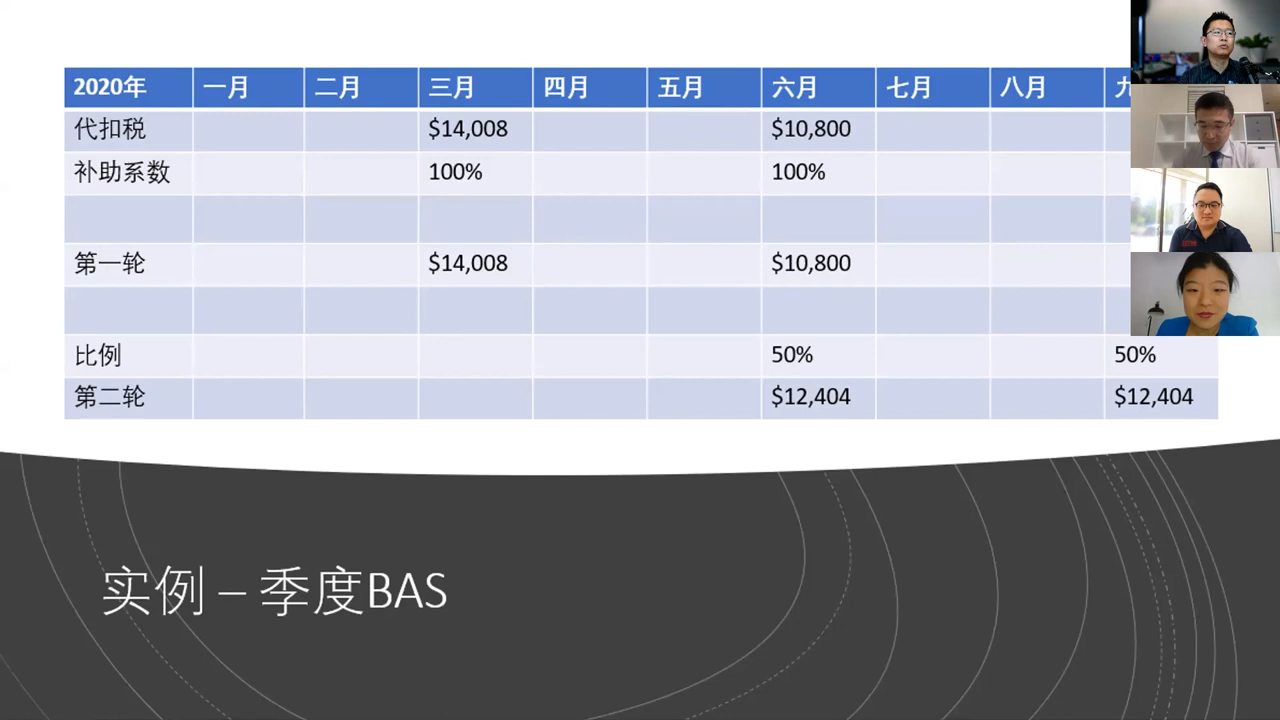 2020年 一月 二月 三月 四月 五月 六月 七月 八月 九
代扣税 $14,008 $10,800
补助系数 100% 100%
第一轮 $14,008 $10,800
比例 50% 50%
第二轮 $12,404 $12,404
实例 – 季度BAS